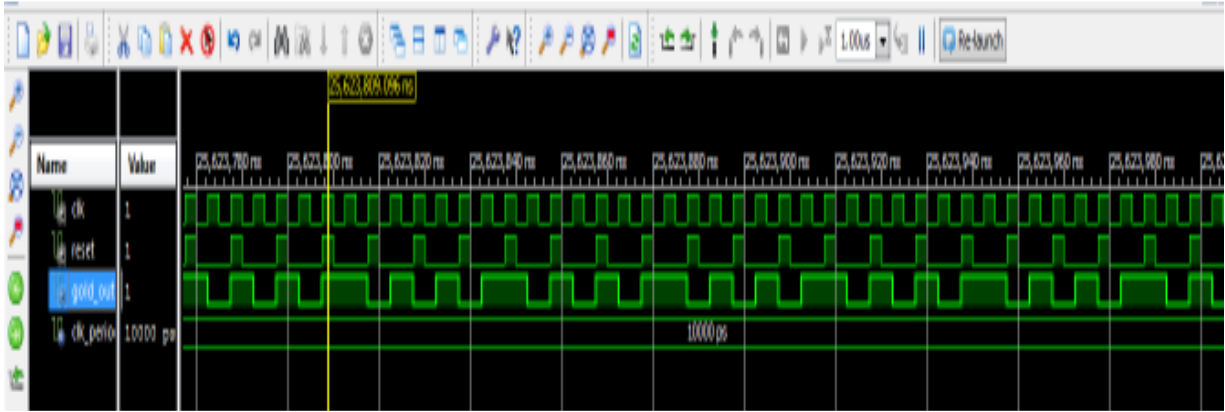 1.00us Re-launch
25,623,809.096 ns
Name Value
25,623,780 ns 25,623,800 ns 25,623,820 ns 25,623,840 ns 25,623,860 ns 25,623,880 ns 25,623,900 ns 25,623,920 ns 25,623,940 ns 25,623,960 ns 25,623,980 ns 25,6
clk 1
reset 1
gold_out 1
clk_perio 10000 ps 10000 ps